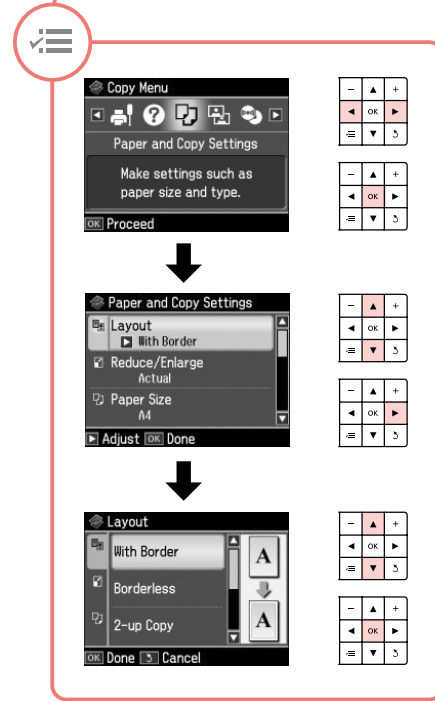 Copy Menu
Paper and Copy Settings
Make settings such as
paper size and type.
OK Proceed
- +
OK
- +
OK
Paper and Copy Settings
Layout
With Border
Reduce/Enlarge
Actual
Paper Size
A4
Adjust OK Done
- +
OK
- +
OK
Layout
With Border
Borderless
2-up Copy
A
A
OK Done Cancel
- +
OK
- +
OK